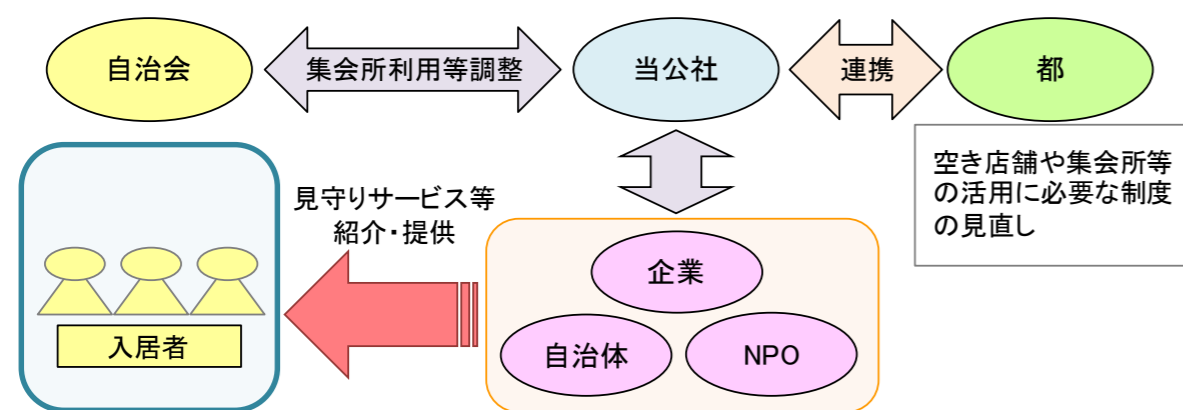 自治会
集会所利用等調整
当公社
連携
都
空き店舗や集会所等
の活用に必要な制度
の見直し
見守りサービス等
紹介・提供
企業
自治体
NPO
入居者